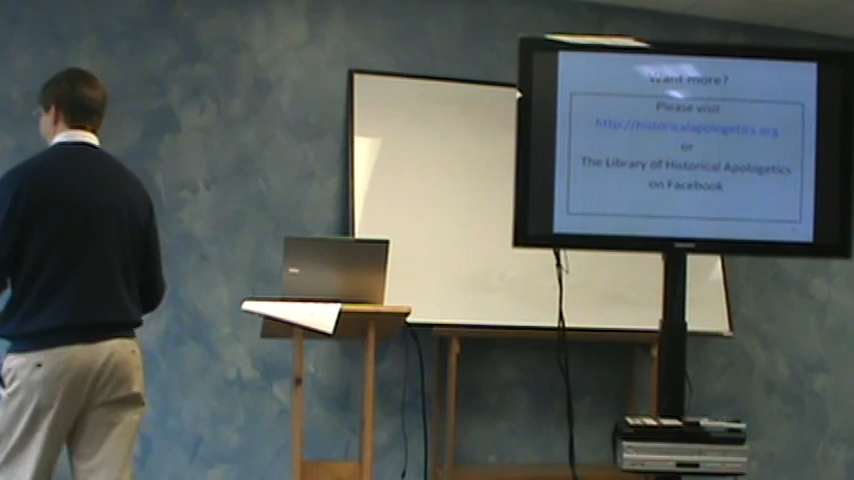 Want more?
Please visit
http://historicalapologetics.org
or
The Library of Historical Apologetics
on Facebook